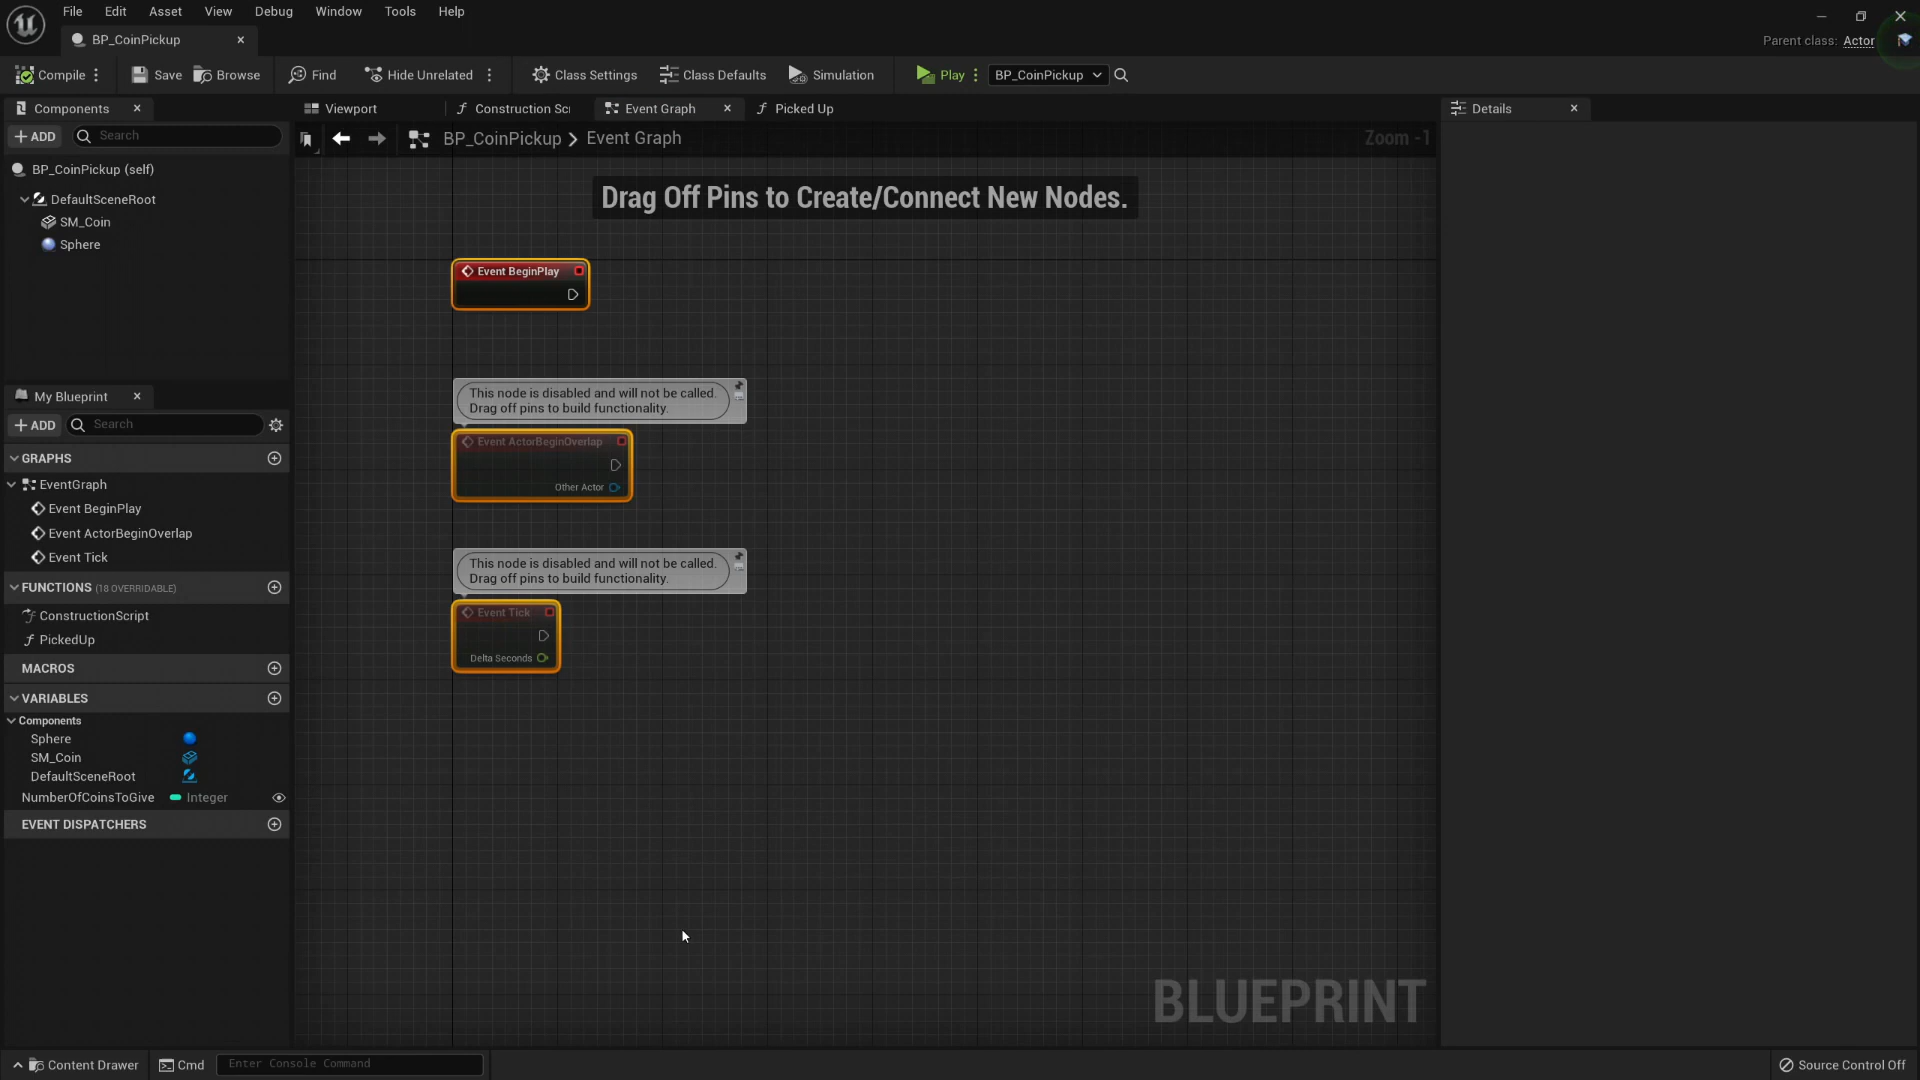 File Edit Asset View Debug Window Tools Help
BP_CoinPickup
Parent class: Actor
Compile Save Browse Find Hide Unrelated Class Settings Class Defaults Simulation Play BP_CoinPickup
Components
Viewport Construction Sc Event Graph Picked Up
Details
ADD Search
BP_CoinPickup > Event Graph
Zoom -1
BP_CoinPickup (self)
DefaultSceneRoot
SM_Coin
Sphere
Drag Off Pins to Create/Connect New Nodes.
Event BeginPlay
This node is disabled and will not be called.
Drag off pins to build functionality.
Event ActorBeginOverlap
Other Actor
This node is disabled and will not be called.
Drag off pins to build functionality.
Event Tick
Delta Seconds
My Blueprint
ADD Search
GRAPHS
EventGraph
Event BeginPlay
Event ActorBeginOverlap
Event Tick
FUNCTIONS (18 OVERRIDABLE)
ConstructionScript
PickedUp
MACROS
VARIABLES
Components
Sphere
SM_Coin
DefaultSceneRoot
NumberOfCoinsToGive Integer
EVENT DISPATCHERS
BLUEPRINT
Content Drawer Cmd Enter Console Command
Source Control Off